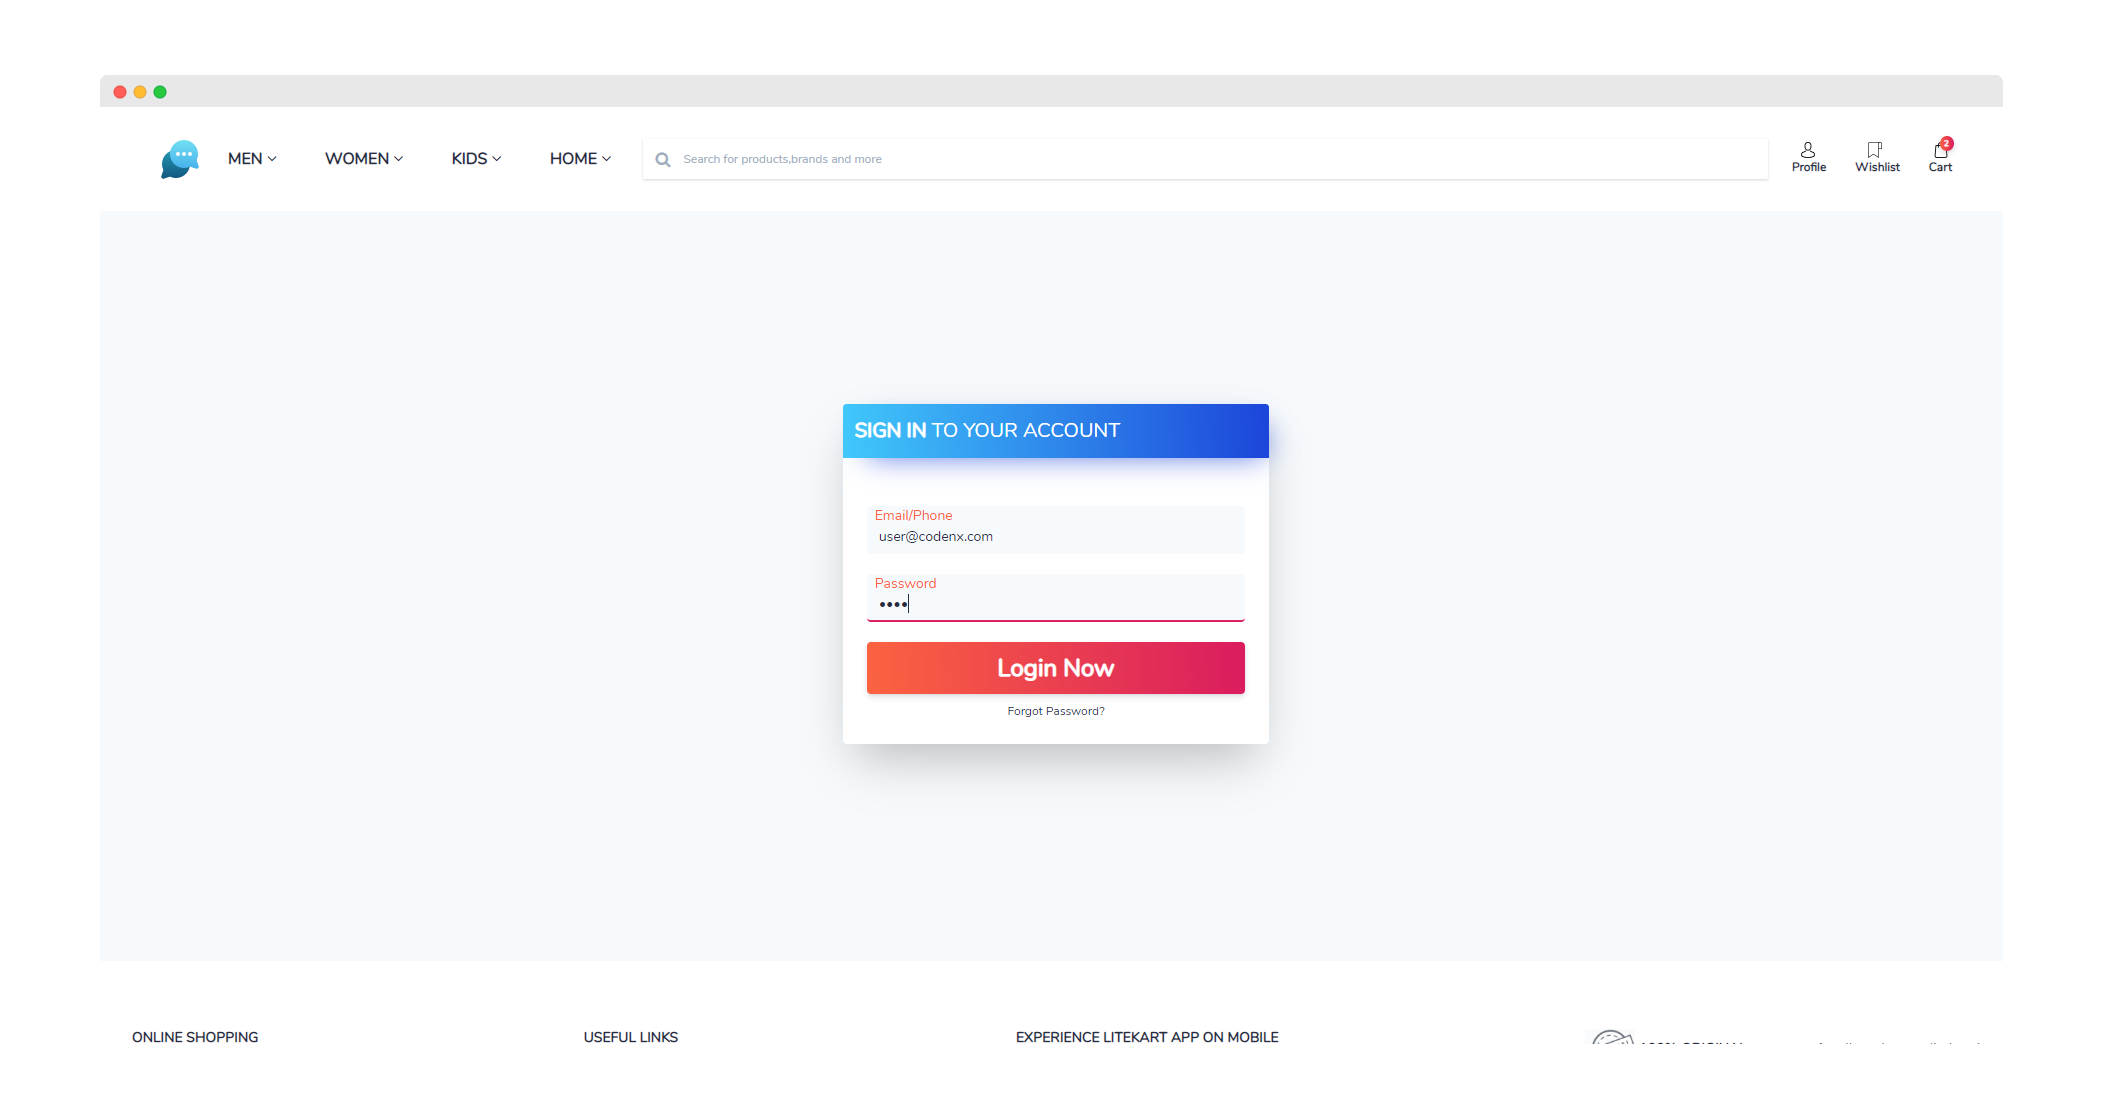 MEN
WOMEN
KIDS
HOME
Search for products,brands and more
Profile
Wishlist
2
Cart
SIGN IN TO YOUR ACCOUNT
Email/Phone
user@codenx.com
Password
••••
Login Now
Forgot Password?
ONLINE SHOPPING
USEFUL LINKS
EXPERIENCE LITEKART APP ON MOBILE